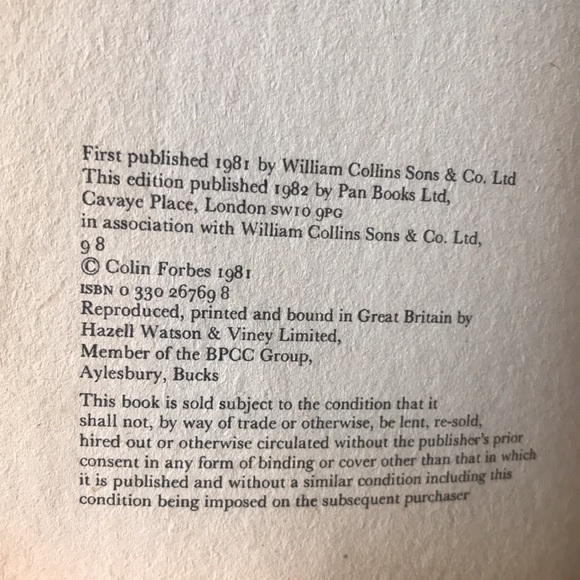 First published 1981 by William Collins Sons & Co. Ltd
This edition published 1982 by Pan Books Ltd,
Cavaye Place, London SW10 9PG
in association with William Collins Sons & Co. Ltd,
9 8
© Colin Forbes 1981
ISBN 0 330 26769 8
Reproduced, printed and bound in Great Britain by
Hazell Watson & Viney Limited,
Member of the BPCC Group,
Aylesbury, Bucks
This book is sold subject to the condition that it
shall not, by way of trade or otherwise, be lent, re-sold,
hired out or otherwise circulated without the publisher's prior
consent in any form of binding or cover other than that in which
it is published and without a similar condition including this
condition being imposed on the subsequent purchaser